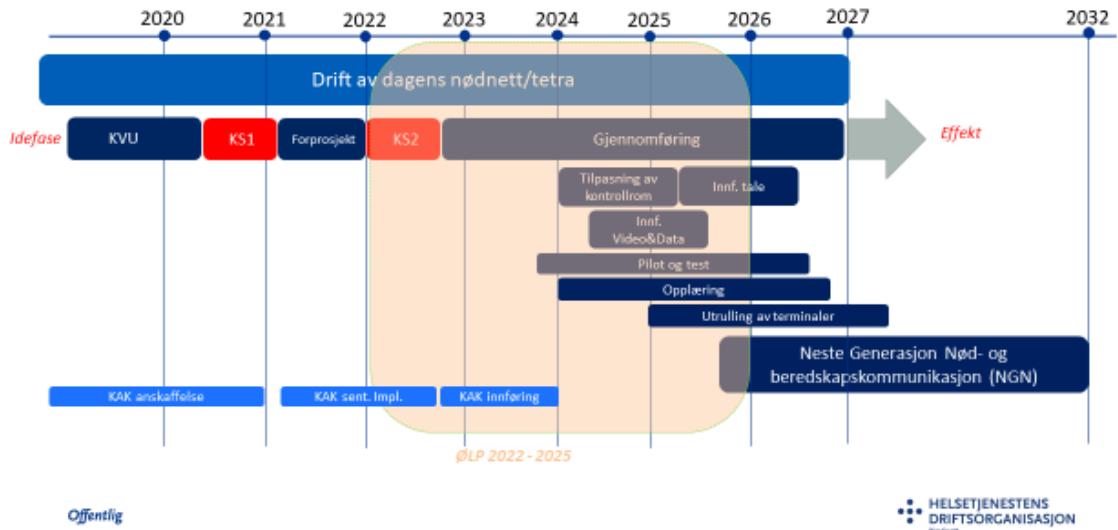 2020 2021 2022 2023 2024 2025 2026 2027 2032
Drift av dagens nødnett/tetra
Idefase KVU KS1 Forprosjekt KS2 Gjennomføring Effekt
Tilpasning av
kontrollrom
Innf. tale
Innf.
Video&Data
Pilot og test
Opplæring
Utrulling av terminaler
Neste Generasjon Nød- og
beredskapskommunikasjon (NGN)
KAK anskaffelse KAK sent. Impl. KAK innføring
ØLP 2022 - 2025
Offentlig
HELSETJENESTENS
DRIFTSORGANISASJON